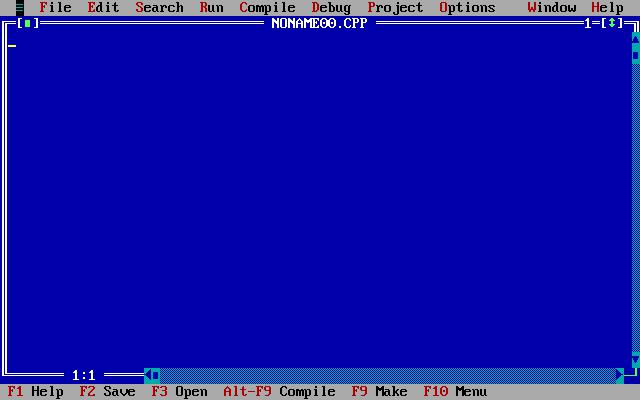 ≡ File Edit Search Run Compile Debug Project Options Window Help
[■] NONAME00.CPP 1=[↕]
1:1
F1 Help F2 Save F3 Open Alt-F9 Compile F9 Make F10 Menu